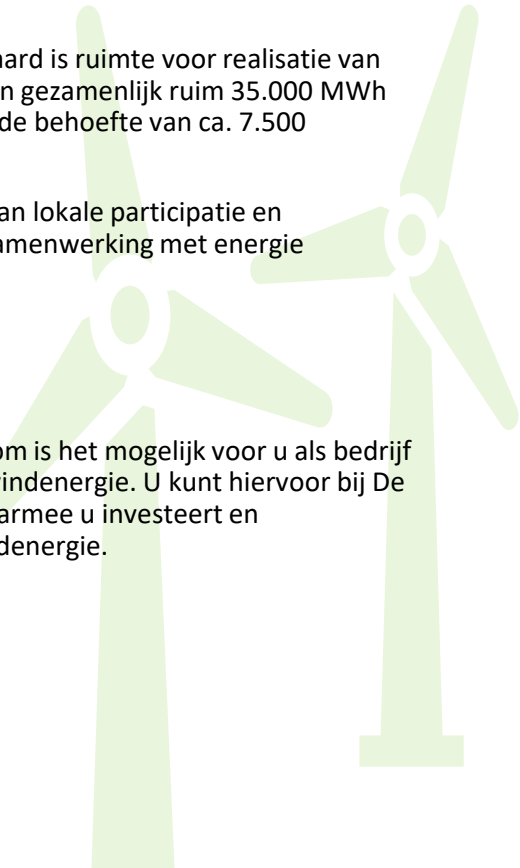 aard is ruimte voor realisatie van
n gezamenlijk ruim 35.000 MWh
de behoefte van ca. 7.500
an lokale participatie en
amenwerking met energie
om is het mogelijk voor u als bedrijf
indenergie. U kunt hiervoor bij De
armee u investeert en
denergie.